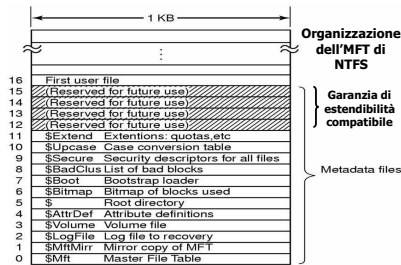 1 KB
Organizzazione
dell'MFT di
NTFS
16 First user file
15 (Reserved for future use)
14 (Reserved for future use)
13 (Reserved for future use)
12 (Reserved for future use)
Garanzia di
estendibilità
compatibile
11 $Extend Extentions: quotas,etc
10 $Upcase Case conversion table
9 $Secure Security descriptors for all files
8 $BadClus List of bad blocks
7 $Boot Bootstrap loader
6 $Bitmap Bitmap of blocks used
5 $ Root directory
4 $AttrDef Attribute definitions
3 $Volume Volume file
2 $LogFile Log file to recovery
1 $MftMirr Mirror copy of MFT
0 $Mft Master File Table
Metadata files